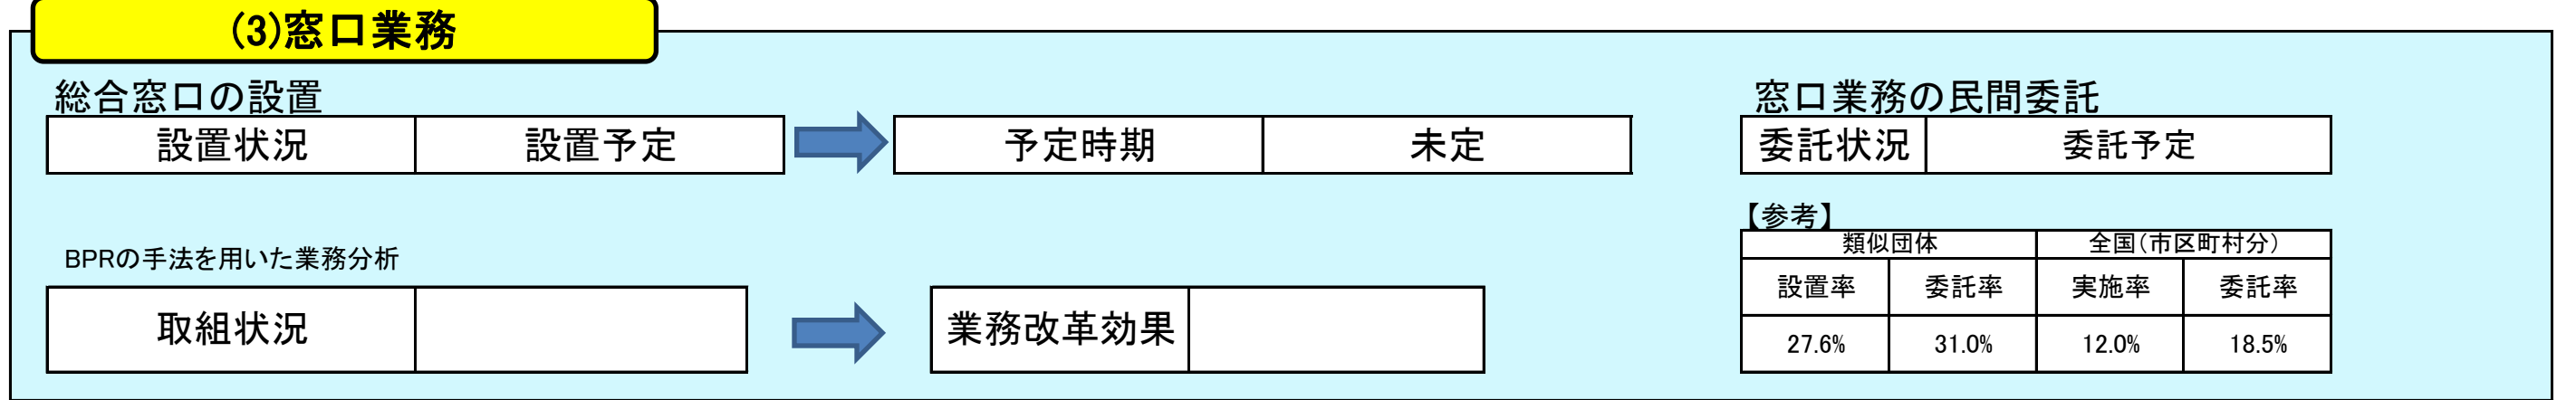 (3)窓口業務
総合窓口の設置
設置状況 設置予定 予定時期 未定
BPRの手法を用いた業務分析
取組状況 業務改革効果
窓口業務の民間委託
委託状況 委託予定
【参考】
類似団体 全国(市区町村分)
設置率 委託率 実施率 委託率
27.6% 31.0% 12.0% 18.5%